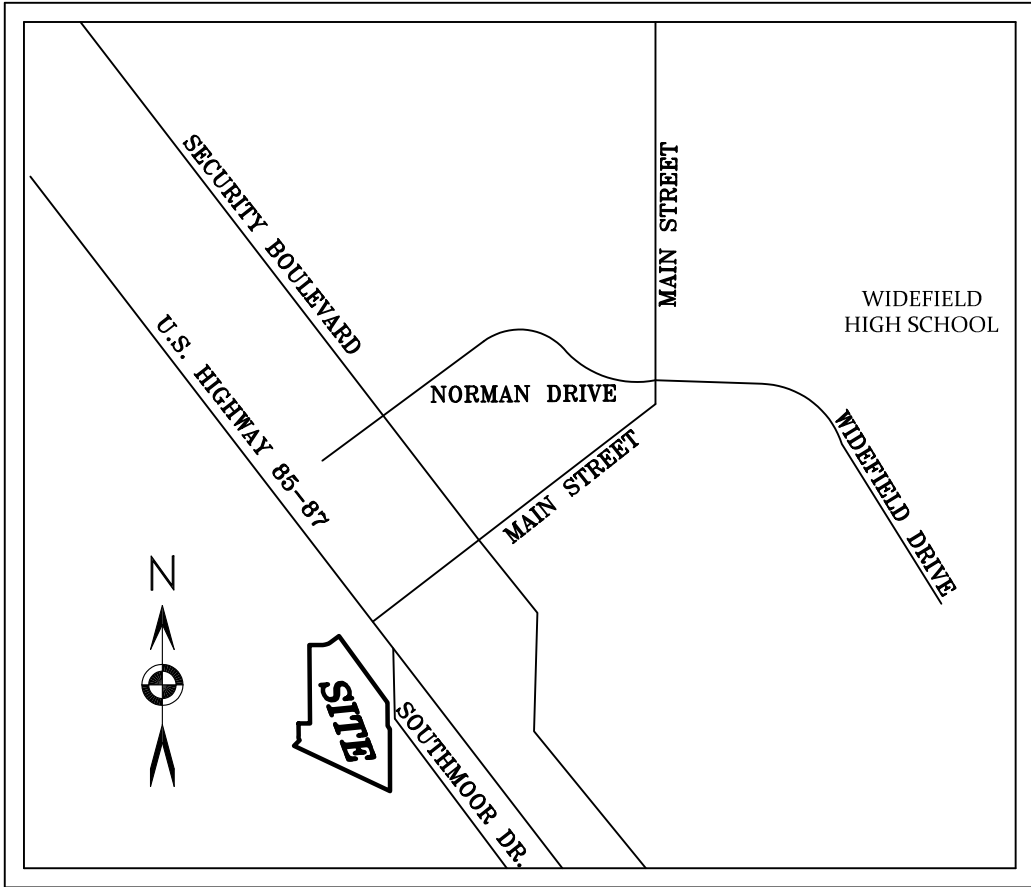 SECURITY BOULEVARD
MAIN STREET
WIDEFIELD
HIGH SCHOOL
U.S. HIGHWAY 85-87
NORMAN DRIVE
MAIN STREET
WIDEFIELD DRIVE
N
SITE
SOUTHMOOR DR.